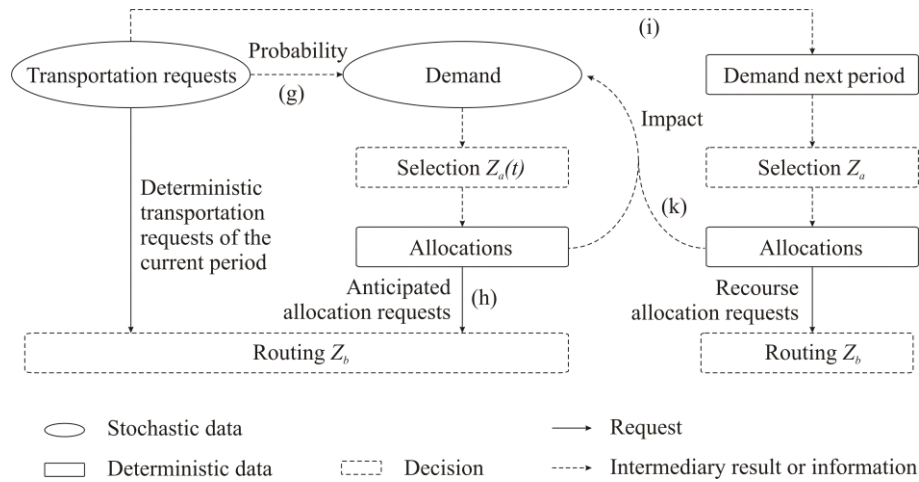 (i)
Probability
Transportation requests
Demand
Demand next period
(g)
Impact
Selection Z_a(t)
Selection Z_a
Deterministic
transportation
requests of the
current period
(k)
Allocations
Allocations
Anticipated
allocation requests
(h)
Recourse
allocation requests
Routing Z_b
Routing Z_b
Stochastic data
Request
Deterministic data
Decision
Intermediary result or information